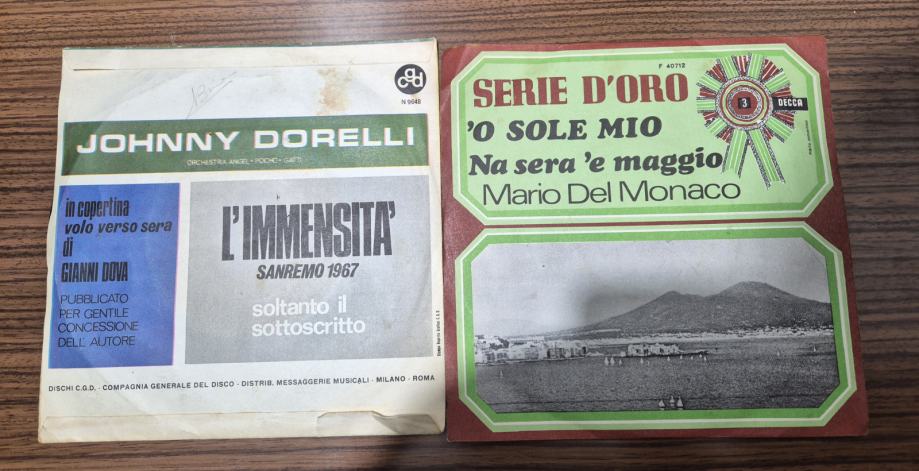 cgd
N 9648
JOHNNY DORELLI
ORCHESTRA ANGEL - POCHO - GATTI
in copertina
volo verso sera
di
GIANNI DOVA
PUBBLICATO
PER GENTILE
CONCESSIONE
DELL' AUTORE
L'IMMENSITA'
SANREMO 1967
soltanto il
sottoscritto
DISCHI C.G.D. - COMPAGNIA GENERALE DEL DISCO - DISTRIB. MESSAGGERIE MUSICALI - MILANO - ROMA
F 40712
SERIE D'ORO
3
DECCA
'O SOLE MIO
Na sera 'e maggio
Mario Del Monaco